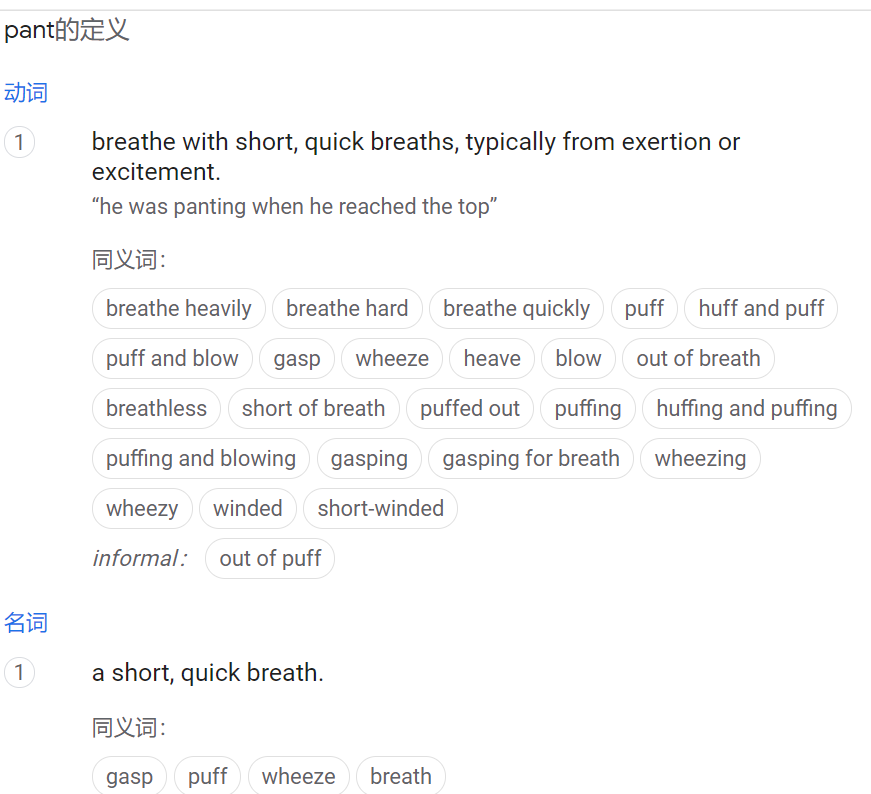 pant的定义
动词
1 breathe with short, quick breaths, typically from exertion or
excitement.
“he was panting when he reached the top”
同义词：
breathe heavily breathe hard breathe quickly puff huff and puff
puff and blow gasp wheeze heave blow out of breath
breathless short of breath puffed out puffing huffing and puffing
puffing and blowing gasping gasping for breath wheezing
wheezy winded short-winded
informal： out of puff
名词
1 a short, quick breath.
同义词：
gasp puff wheeze breath